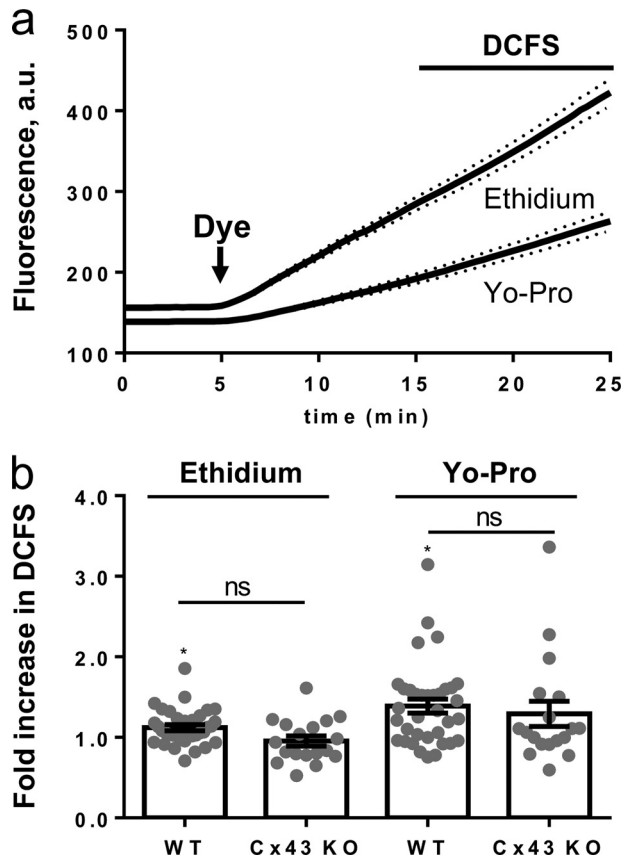 a
DCFS
500
400
300
200
100
Fluorescence, a.u.
Dye
Ethidium
Yo-Pro
0 5 10 15 20 25
time (min)
b
Ethidium Yo-Pro
4.0
3.0
2.0
1.0
0.0
Fold increase in DCFS
ns ns
* *
WT Cx43 KO WT Cx43 KO